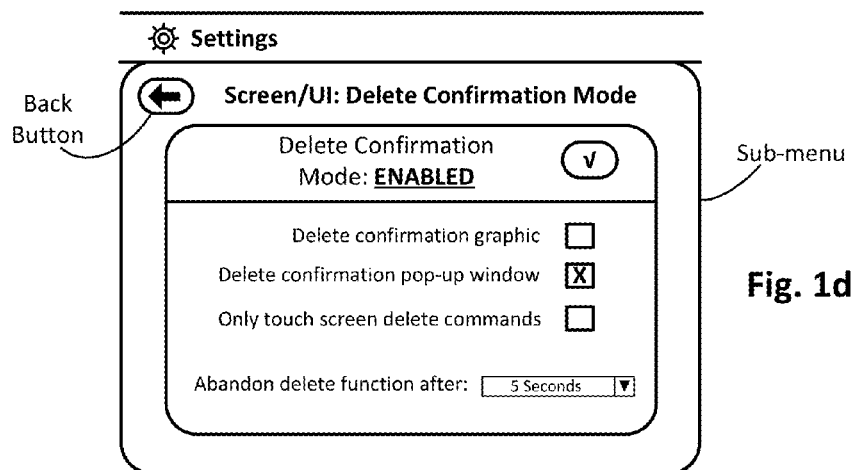 Settings
Screen/UI: Delete Confirmation Mode
Back
Button
Delete Confirmation
Mode: ENABLED
√
Sub-menu
Delete confirmation graphic
Delete confirmation pop-up window X
Only touch screen delete commands
Fig. 1d
Abandon delete function after: 5 Seconds